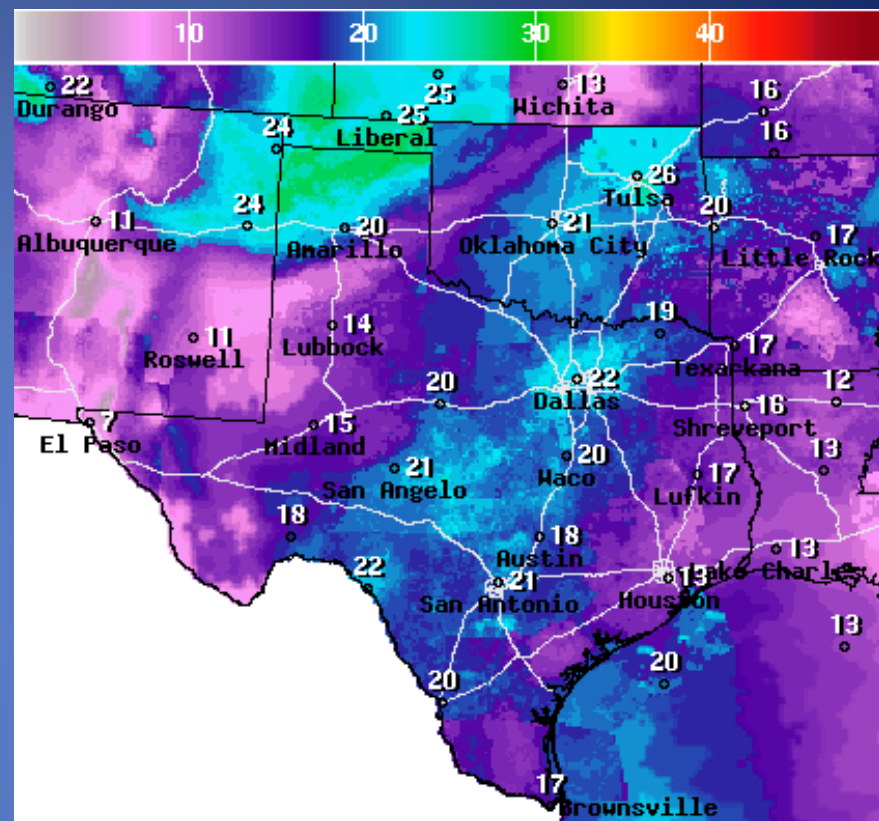 10 20 30 40
22 Durango
25
13 Wichita
16
25 Liberal
24
16
26 Tulsa
11 Albuquerque
24
20 Amarillo
21 Oklahoma City
20
17 Little Rock
11 Roswell
14 Lubbock
19
17 Texarkana
22 Dallas
20
16 Shreveport
12
7 El Paso
15 Midland
21 San Angelo
20 Waco
17 Lufkin
13
18
18 Austin
13
22
21 San Antonio
13 Houston
Lake Charles
13
20
20
17 Brownsville